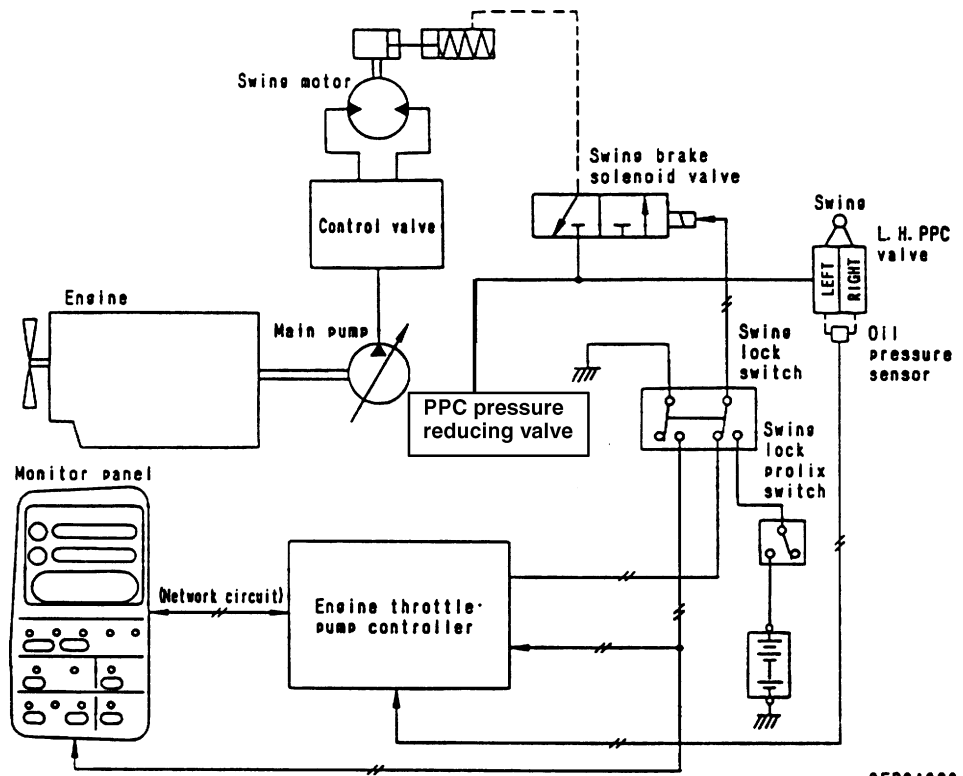 Swing motor
Swing brake
solenoid valve
Swing
Control valve
L. H. PPC
valve
LEFT
RIGHT
Engine
Main pump
Swing
lock
switch
Oil
pressure
sensor
PPC pressure
reducing valve
Swing
lock
prolix
switch
Monitor panel
(Network circuit)
Engine throttle·
pump controller